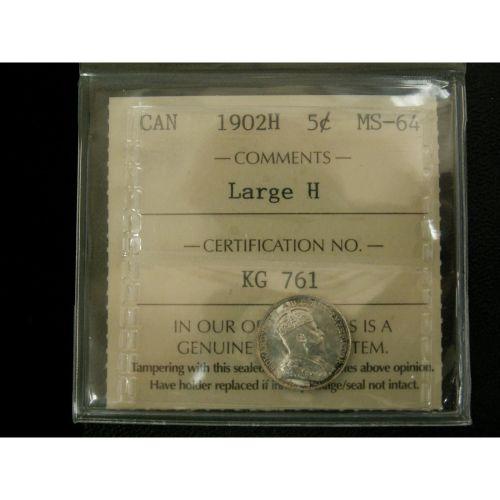 CAN 1902H 5¢ MS-64
— COMMENTS —
Large H
— CERTIFICATION NO. —
KG 761
IN OUR IS A
GENUINE
Tampering with this above opinion.
Have holder replaced if seal not intact.